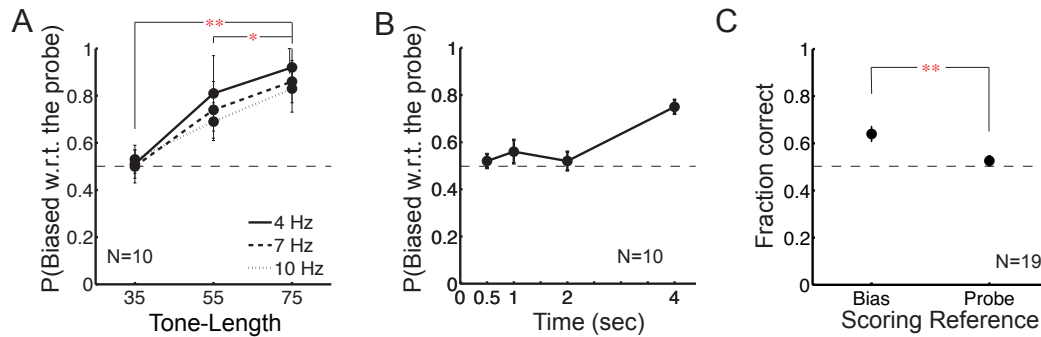 A
**
*
P(Biased w.r.t. the probe)
1
0.8
0.6
0.4
0.2
0
4 Hz
7 Hz
10 Hz
N=10
35 55 75
Tone-Length
B
P(Biased w.r.t. the probe)
1
0.8
0.6
0.4
0.2
0
N=10
0 0.5 1 2 4
Time (sec)
C
**
Fraction correct
1
0.8
0.6
0.4
0.2
0
N=19
Bias Probe
Scoring Reference